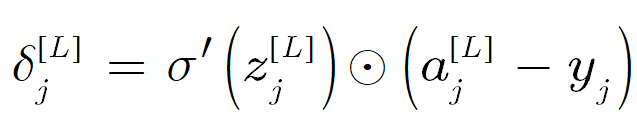 δ_j^{[L]} = σ′(z_j^{[L]}) ⊙ (a_j^{[L]} − y_j)